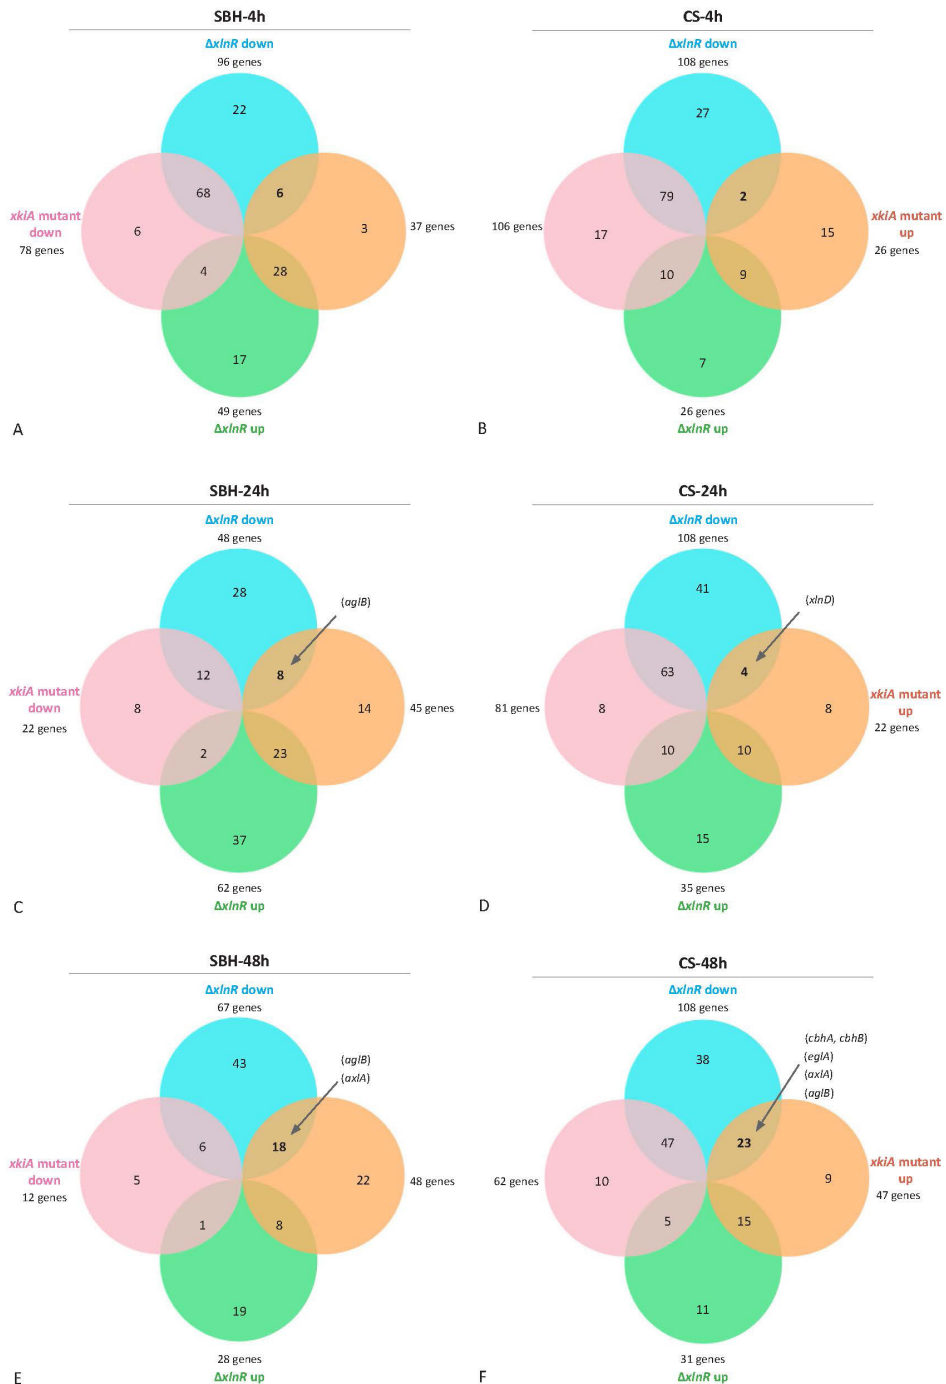 SBH-4h
ΔxlnR down
96 genes
22
68
6
xkiA mutant
down
78 genes
6
3
37 genes
4
28
17
49 genes
ΔxlnR up
A
CS-4h
ΔxlnR down
108 genes
27
79
2
106 genes
17
15
xkiA mutant
up
26 genes
10
9
7
26 genes
ΔxlnR up
B
SBH-24h
ΔxlnR down
48 genes
28
(aglB)
12
8
xkiA mutant
down
22 genes
8
14
45 genes
2
23
37
62 genes
ΔxlnR up
C
CS-24h
ΔxlnR down
108 genes
41
(xlnD)
63
4
81 genes
8
8
xkiA mutant
up
22 genes
10
10
15
35 genes
ΔxlnR up
D
SBH-48h
ΔxlnR down
67 genes
43
(aglB)
(axlA)
6
18
xkiA mutant
down
12 genes
5
22
48 genes
1
8
19
28 genes
ΔxlnR up
E
CS-48h
ΔxlnR down
108 genes
38
(cbhA, cbhB)
(eglA)
(axlA)
(aglB)
47
23
62 genes
10
9
xkiA mutant
up
47 genes
5
15
11
31 genes
ΔxlnR up
F